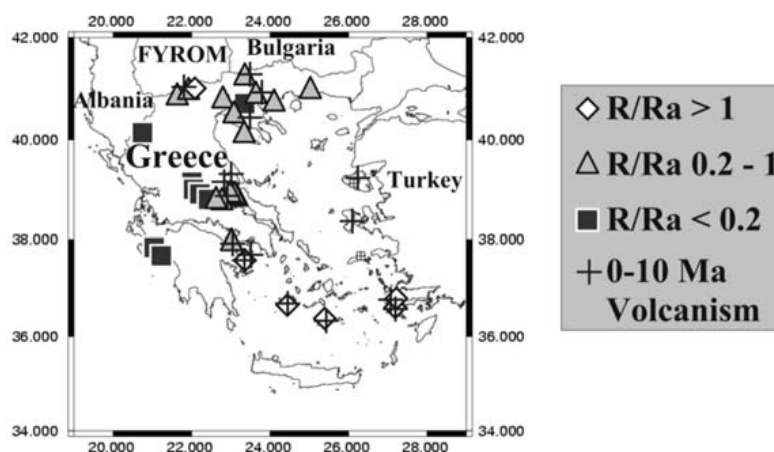 20.000 22.000 24.000 26.000 28.000
42.000 42.000
FYROM Bulgaria
Albania
40.000 40.000
Greece
Turkey
38.000 38.000
36.000 36.000
34.000 34.000
20.000 22.000 24.000 26.000 28.000
R/Ra > 1
R/Ra 0.2 - 1
R/Ra < 0.2
0-10 Ma
Volcanism